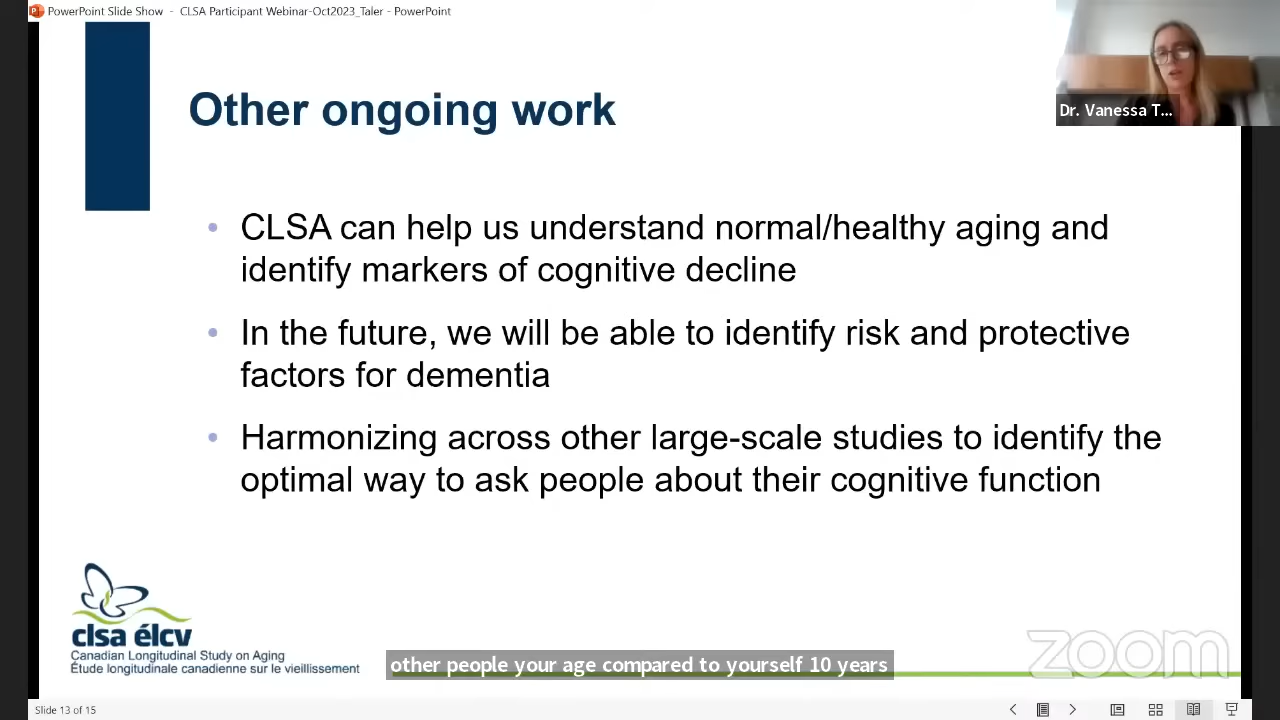 PowerPoint Slide Show - CLSA Participant Webinar-Oct2023_Taler - PowerPoint
Dr. Vanessa T...
Other ongoing work
• CLSA can help us understand normal/healthy aging and
identify markers of cognitive decline
• In the future, we will be able to identify risk and protective
factors for dementia
• Harmonizing across other large-scale studies to identify the
optimal way to ask people about their cognitive function
clsa élcv
Canadian Longitudinal Study on Aging
Étude longitudinale canadienne sur le vieillissement
other people your age compared to yourself 10 years
zoom
Slide 13 of 15